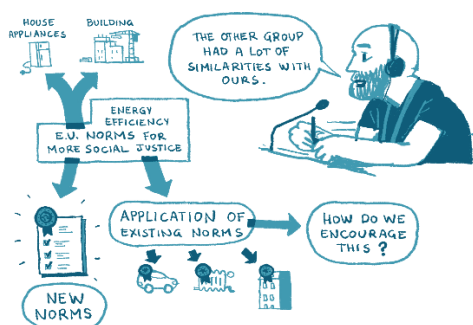 HOUSE
APPLIANCES
BUILDING
THE OTHER GROUP
HAD A LOT OF
SIMILARITIES WITH
OURS.
ENERGY
EFFICIENCY
E.U. NORMS FOR
MORE SOCIAL JUSTICE
APPLICATION OF
EXISTING NORMS
HOW DO WE
ENCOURAGE
THIS?
NEW
NORMS